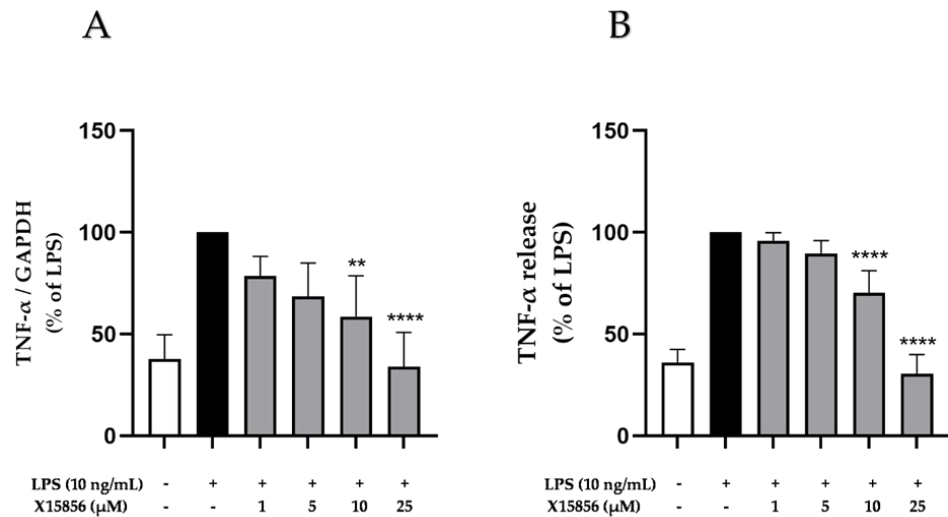 A
B
150
100
50
0
TNF-α / GAPDH
(% of LPS)
**
****
LPS (10 ng/mL) - + + + + +
X15856 (μM) - - 1 5 10 25
150
100
50
0
TNF-α release
(% of LPS)
****
****
LPS (10 ng/mL) - + + + + +
X15856 (μM) - - 1 5 10 25